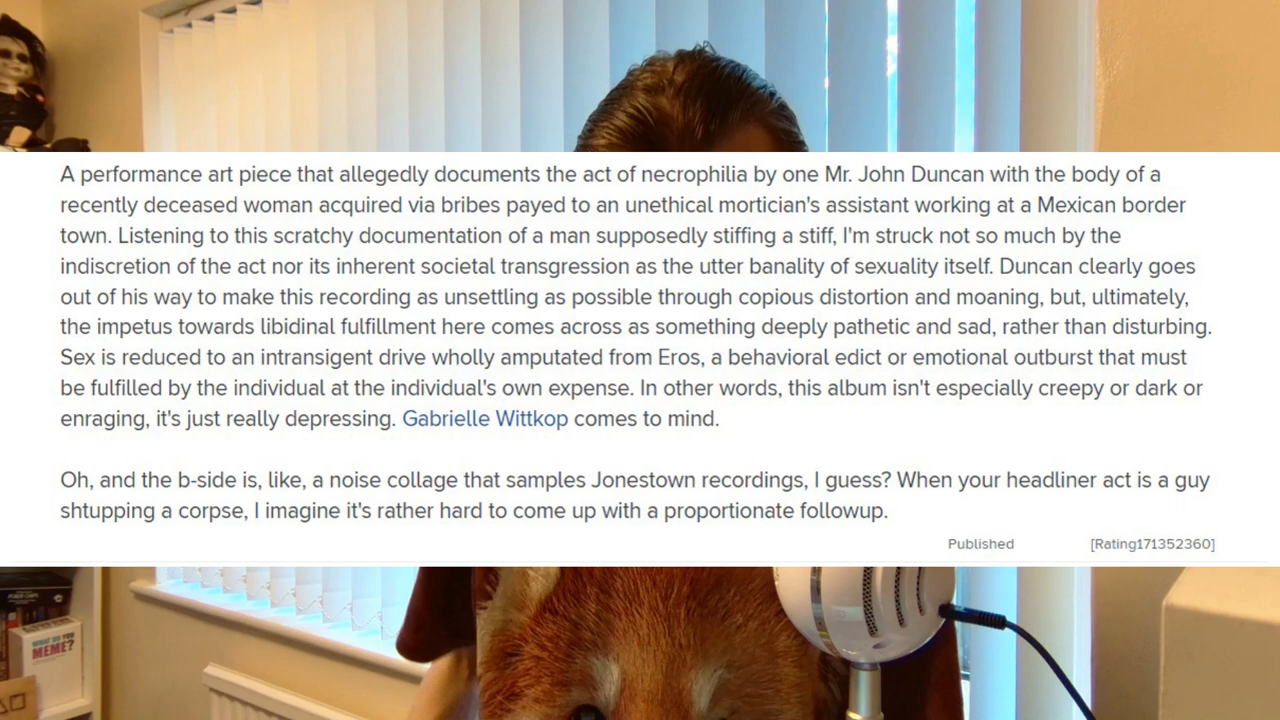 A performance art piece that allegedly documents the act of necrophilia by one Mr. John Duncan with the body of a
recently deceased woman acquired via bribes payed to an unethical mortician's assistant working at a Mexican border
town. Listening to this scratchy documentation of a man supposedly stiffing a stiff, I'm struck not so much by the
indiscretion of the act nor its inherent societal transgression as the utter banality of sexuality itself. Duncan clearly goes
out of his way to make this recording as unsettling as possible through copious distortion and moaning, but, ultimately,
the impetus towards libidinal fulfillment here comes across as something deeply pathetic and sad, rather than disturbing.
Sex is reduced to an intransigent drive wholly amputated from Eros, a behavioral edict or emotional outburst that must
be fulfilled by the individual at the individual's own expense. In other words, this album isn't especially creepy or dark or
enraging, it's just really depressing. Gabrielle Wittkop comes to mind.
Oh, and the b-side is, like, a noise collage that samples Jonestown recordings, I guess? When your headliner act is a guy
shtupping a corpse, I imagine it's rather hard to come up with a proportionate followup.
Published [Rating171352360]
WHAT DO YOU
MEME?